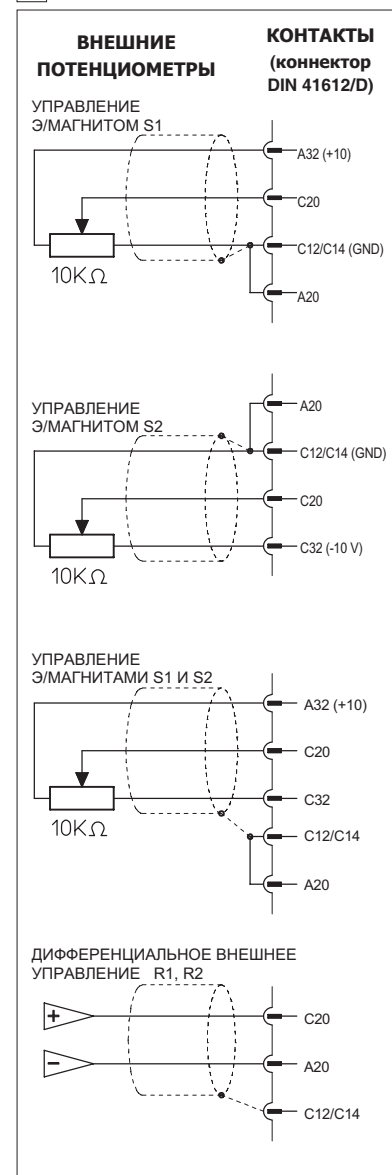 ВНЕШНИЕ
ПОТЕНЦИОМЕТРЫ
КОНТАКТЫ
(коннектор
DIN 41612/D)
УПРАВЛЕНИЕ
Э/МАГНИТОМ S1
A32 (+10)
C20
C12/C14 (GND)
A20
10KΩ
УПРАВЛЕНИЕ
Э/МАГНИТОМ S2
A20
C12/C14 (GND)
C20
C32 (-10 V)
10KΩ
УПРАВЛЕНИЕ
Э/МАГНИТАМИ S1 И S2
A32 (+10)
C20
C32
10KΩ
C12/C14
A20
ДИФФЕРЕНЦИАЛЬНОЕ ВНЕШНЕЕ
УПРАВЛЕНИЕ R1, R2
+
C20
-
A20
C12/C14